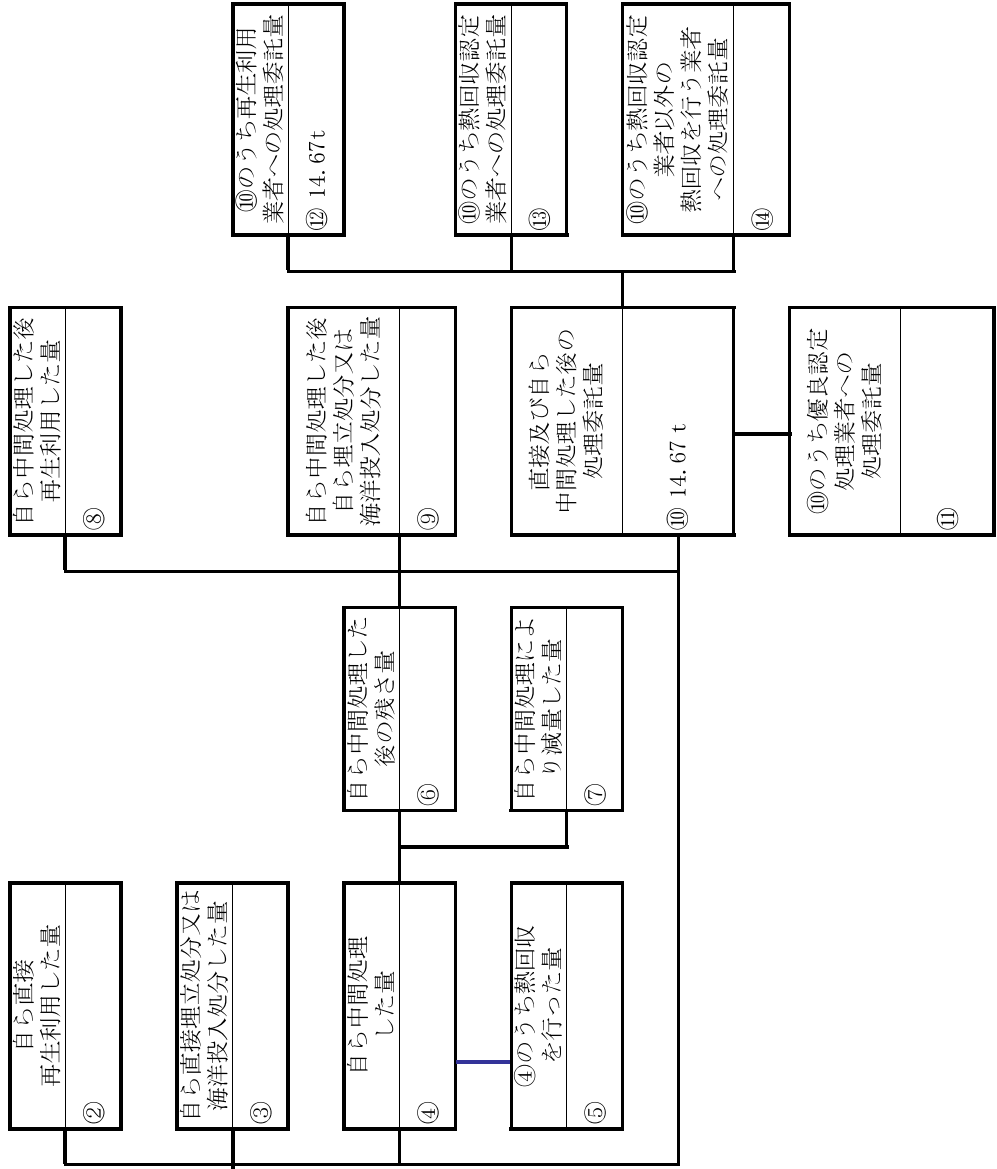 自ら直接
再生利用した量
②
自ら直接埋立処分又は
海洋投入処分した量
③
自ら中間処理
した量
④
④のうち熱回収
を行った量
⑤
自ら中間処理した
後の残さ量
⑥
自ら中間処理によ
り減量した量
⑦
自ら中間処理した後
再生利用した量
⑧
自ら中間処理した後
自ら埋立処分又は
海洋投入処分した量
⑨
直接及び自ら
中間処理した後の
処理委託量
⑩ 14.67 t
⑩のうち優良認定
処理業者への
処理委託量
⑪
⑩のうち再生利用
業者への処理委託量
⑫ 14.67t
⑩のうち熱回収認定
業者への処理委託量
⑬
⑩のうち熱回収認定
業者以外の
熱回収を行う業者
への処理委託量
⑭